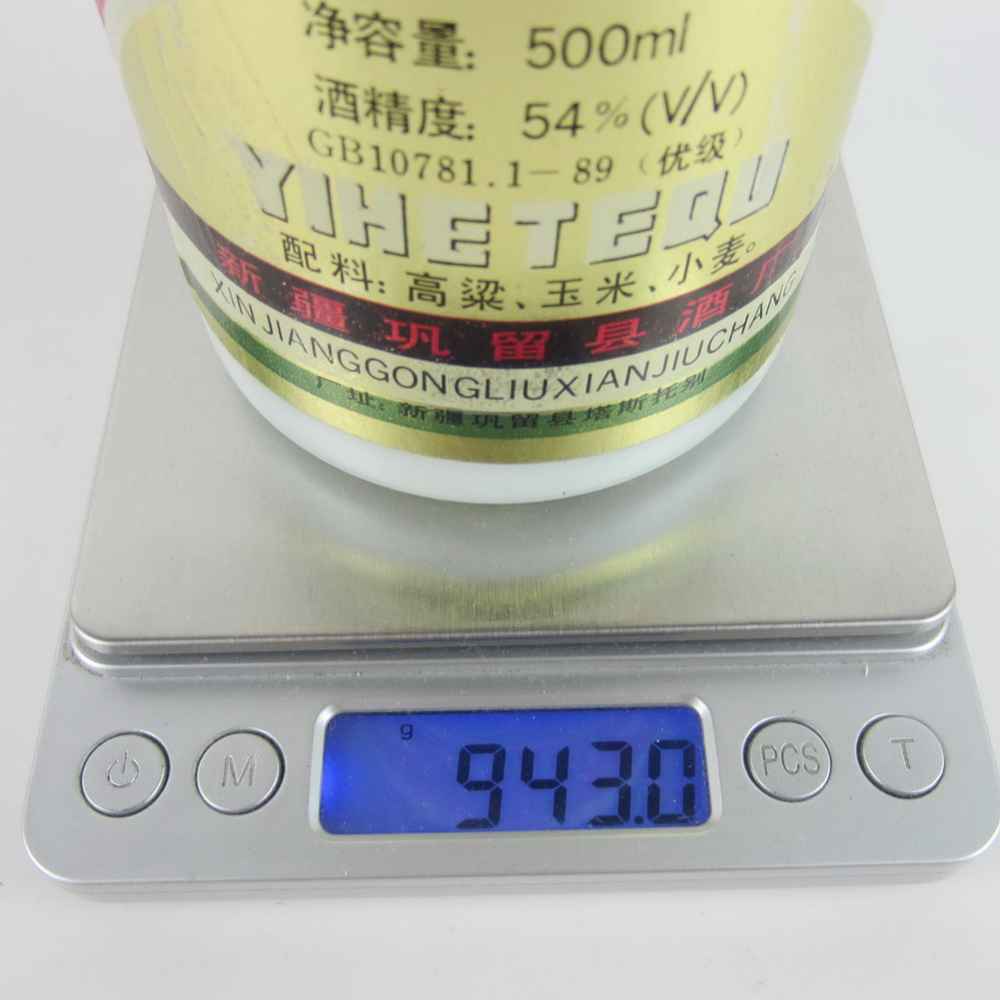 净容量: 500ml
酒精度: 54%(V/V)
GB10781.1-89(优级)
YIHETEQU
配料:高粱、玉米、小麦。
新疆巩留县酒厂
XINJIANGGONGLIUXIANJIUCHANG
厂址:新疆巩留县塔斯托别
g
943.0
M
PCS
T